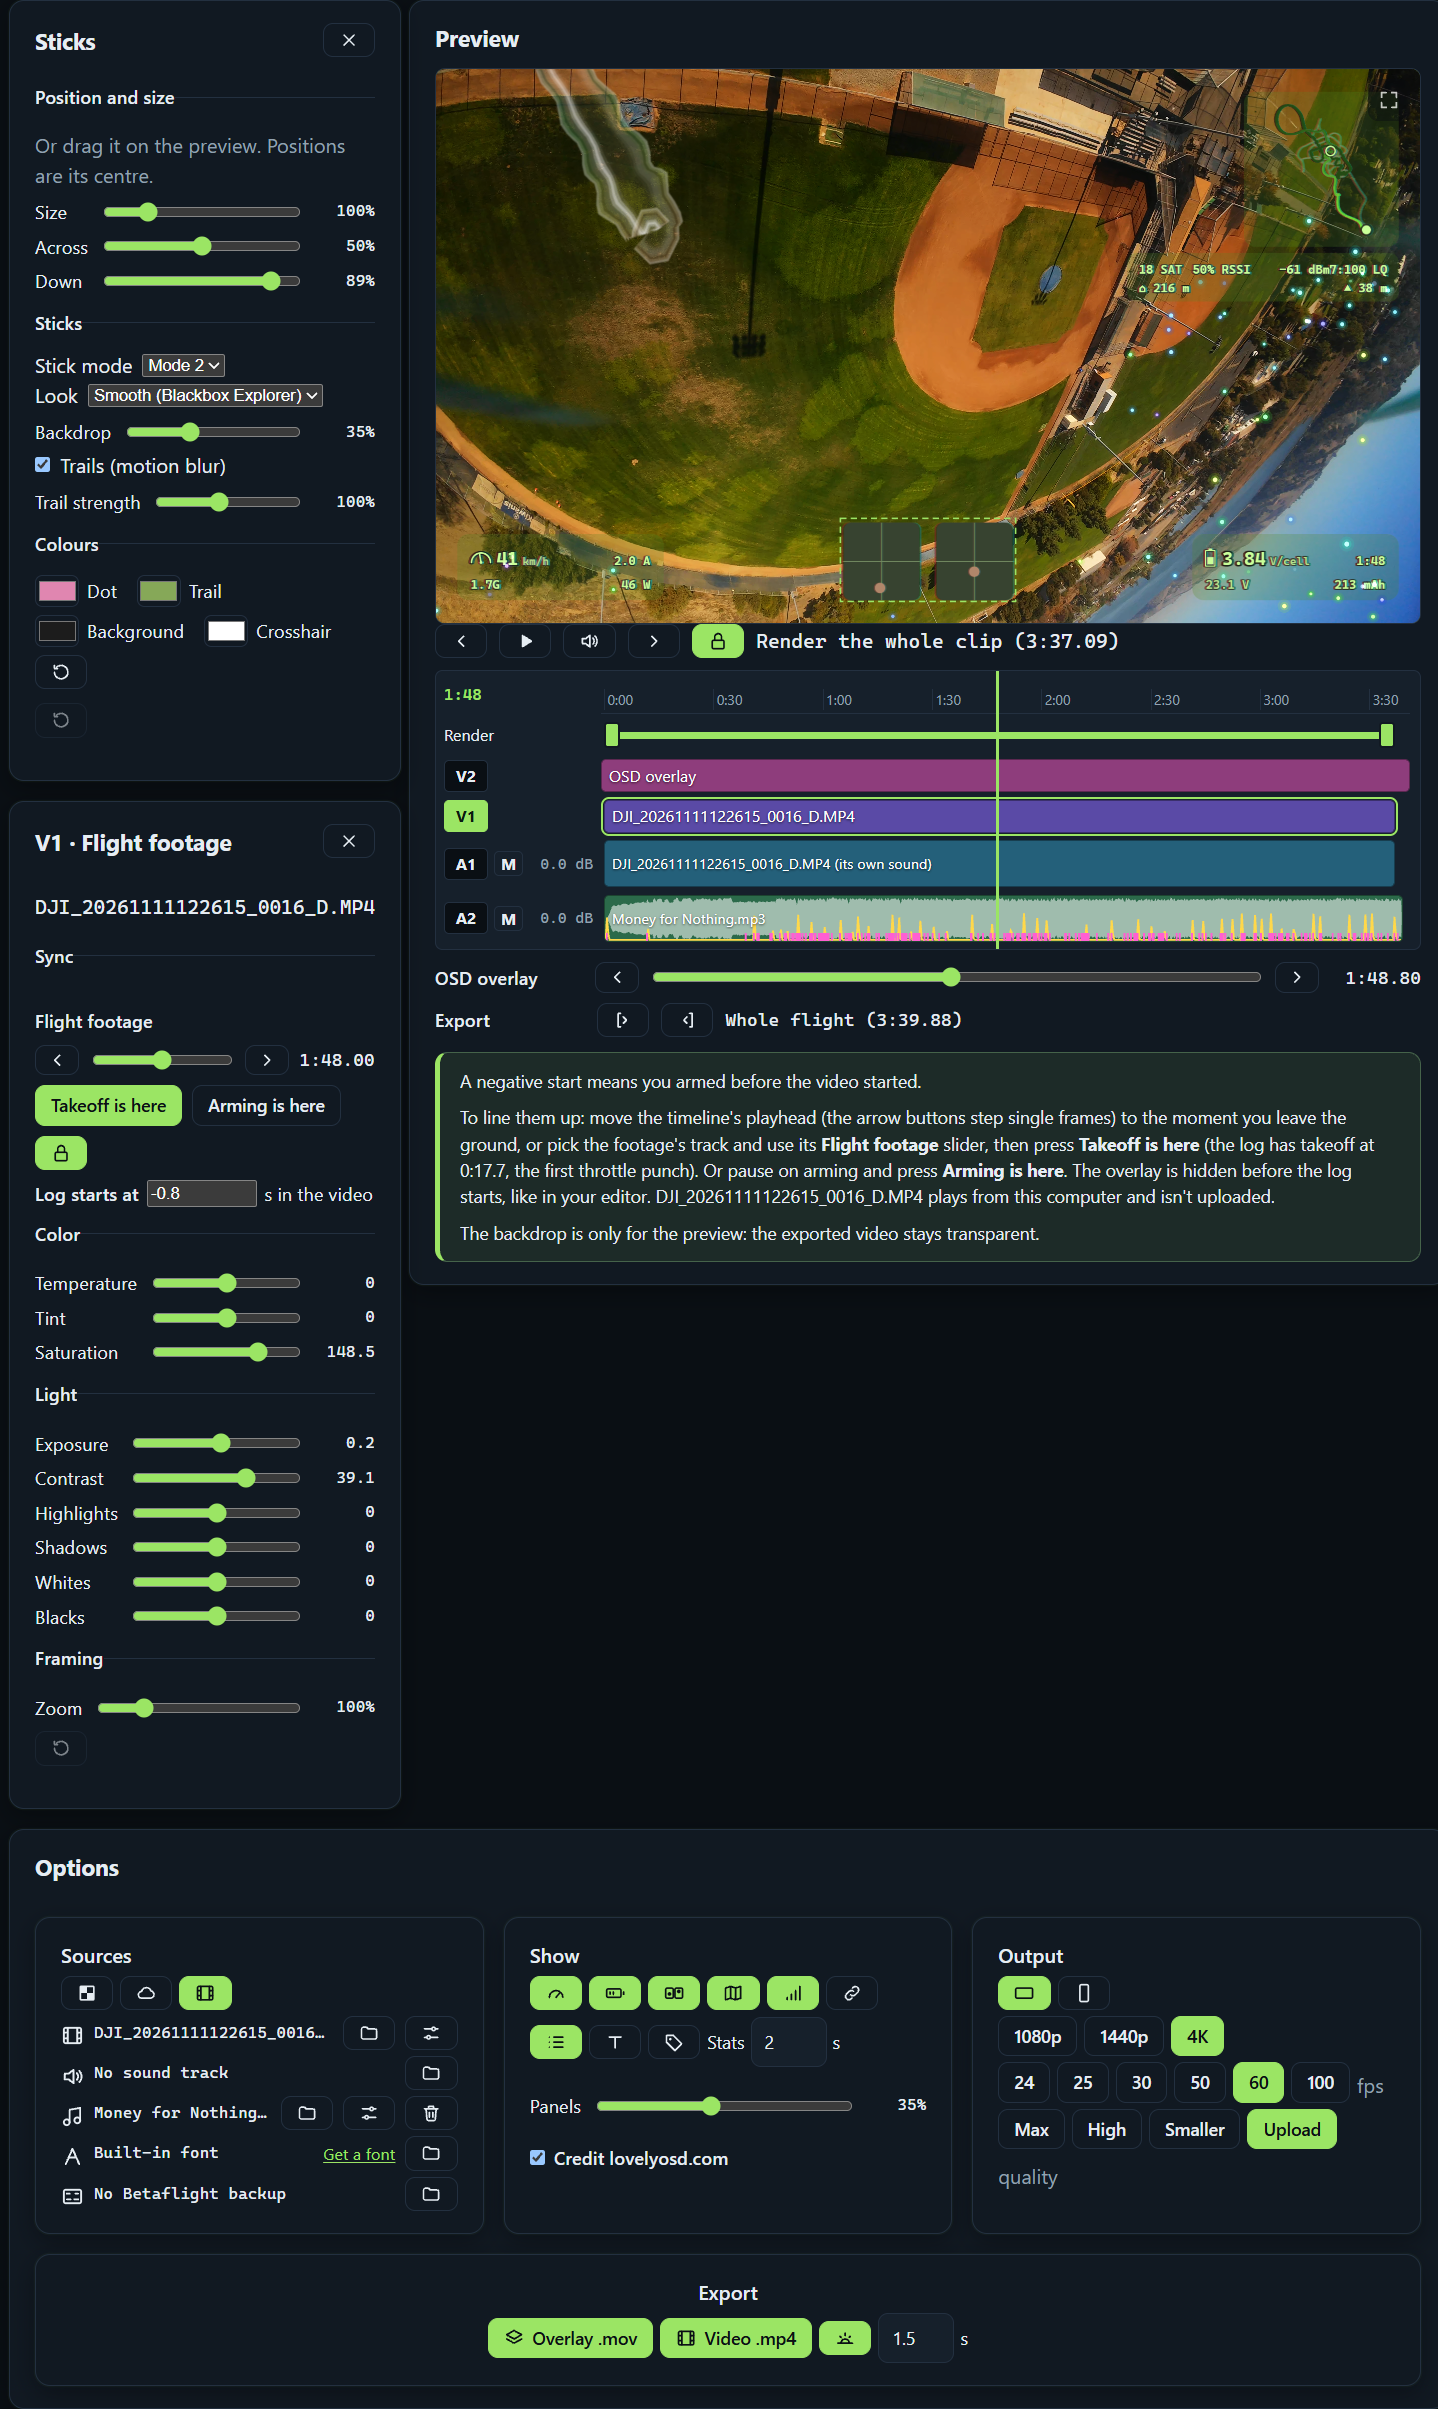 Sticks
Position and size
Or drag it on the preview. Positions
are its centre.
Size 100%
Across 50%
Down 89%
Sticks
Stick mode Mode 2
Look Smooth (Blackbox Explorer)
Backdrop 35%
Trails (motion blur)
Trail strength 100%
Colours
Dot Trail
Background Crosshair
V1 · Flight footage
DJI_20261111122615_0016_D.MP4
Sync
Flight footage
1:48.00
Takeoff is here Arming is here
Log starts at -0.8 s in the video
Color
Temperature 0
Tint 0
Saturation 148.5
Light
Exposure 0.2
Contrast 39.1
Highlights 0
Shadows 0
Whites 0
Blacks 0
Framing
Zoom 100%
Preview
18 SAT 50% RSSI -61 dBm7:100 LQ
216 m ▲ 38 m
41 km/h 2.0 A
1.7G 46 W
3.84 V/cell 1:48
23.1 V 213 mAh
Render the whole clip (3:37.09)
1:48 0:00 0:30 1:00 1:30 2:00 2:30 3:00 3:30
Render
V2 OSD overlay
V1 DJI_20261111122615_0016_D.MP4
A1 M 0.0 dB DJI_20261111122615_0016_D.MP4 (its own sound)
A2 M 0.0 dB Money for Nothing.mp3
OSD overlay 1:48.80
Export Whole flight (3:39.88)
A negative start means you armed before the video started.
To line them up: move the timeline's playhead (the arrow buttons step single frames) to the moment you leave the
ground, or pick the footage's track and use its Flight footage slider, then press Takeoff is here (the log has takeoff at
0:17.7, the first throttle punch). Or pause on arming and press Arming is here. The overlay is hidden before the log
starts, like in your editor. DJI_20261111122615_0016_D.MP4 plays from this computer and isn't uploaded.
The backdrop is only for the preview: the exported video stays transparent.
Options
Sources
DJI_20261111122615_0016…
No sound track
Money for Nothing…
Built-in font Get a font
No Betaflight backup
Show
Stats 2 s
Panels 35%
Credit lovelyosd.com
Output
1080p 1440p 4K
24 25 30 50 60 100 fps
Max High Smaller Upload
quality
Export
Overlay .mov Video .mp4 1.5 s